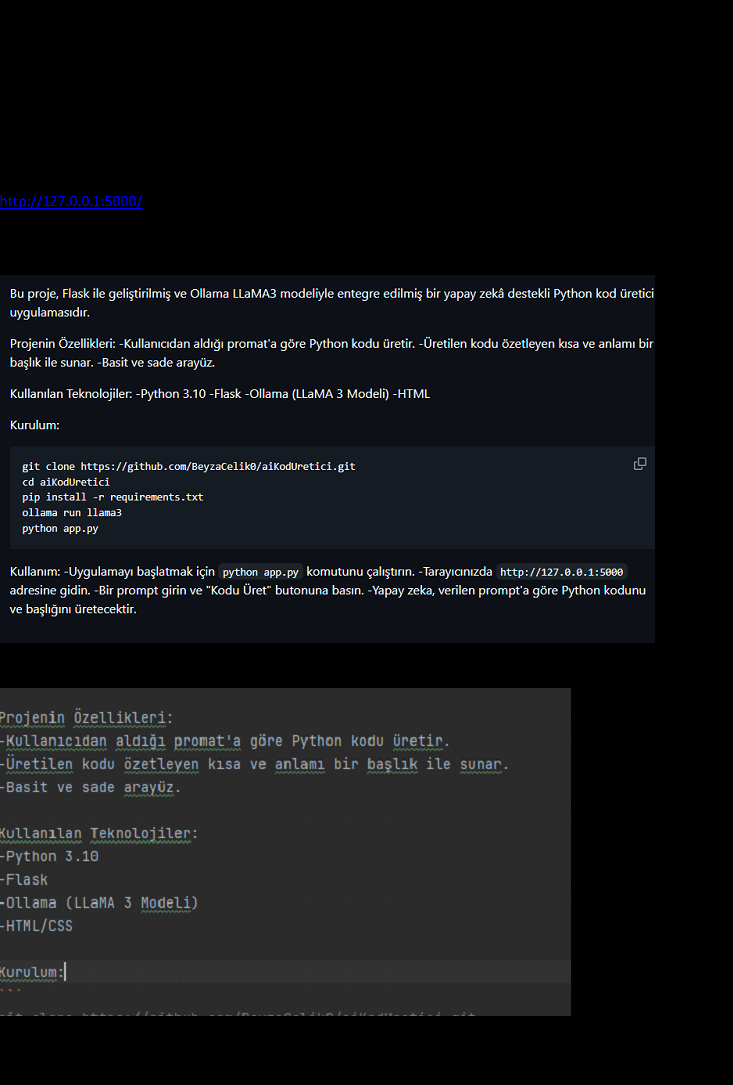 http://127.0.0.1:5000/
Bu proje, Flask ile geliştirilmiş ve Ollama LLaMA3 modeliyle entegre edilmiş bir yapay zekâ destekli Python kod üretici
uygulamasıdır.
Projenin Özellikleri: -Kullanıcıdan aldığı promat'a göre Python kodu üretir. -Üretilen kodu özetleyen kısa ve anlamı bir
başlık ile sunar. -Basit ve sade arayüz.
Kullanılan Teknolojiler: -Python 3.10 -Flask -Ollama (LLaMA 3 Modeli) -HTML
Kurulum:
git clone https://github.com/BeyzaCelik0/aiKodUretici.git
cd aiKodUretici
pip install -r requirements.txt
ollama run llama3
python app.py
Kullanım: -Uygulamayı başlatmak için python app.py komutunu çalıştırın. -Tarayıcınızda http://127.0.0.1:5000
adresine gidin. -Bir prompt girin ve "Kodu Üret" butonuna basın. -Yapay zeka, verilen prompt'a göre Python kodunu
ve başlığını üretecektir.
Projenin Özellikleri:
-Kullanıcıdan aldığı promat'a göre Python kodu üretir.
-Üretilen kodu özetleyen kısa ve anlamı bir başlık ile sunar.
-Basit ve sade arayüz.
Kullanılan Teknolojiler:
-Python 3.10
-Flask
-Ollama (LLaMA 3 Modeli)
-HTML/CSS
Kurulum:
```
git clone https://github.com/BeyzaCelik0/aiKodUretici.git